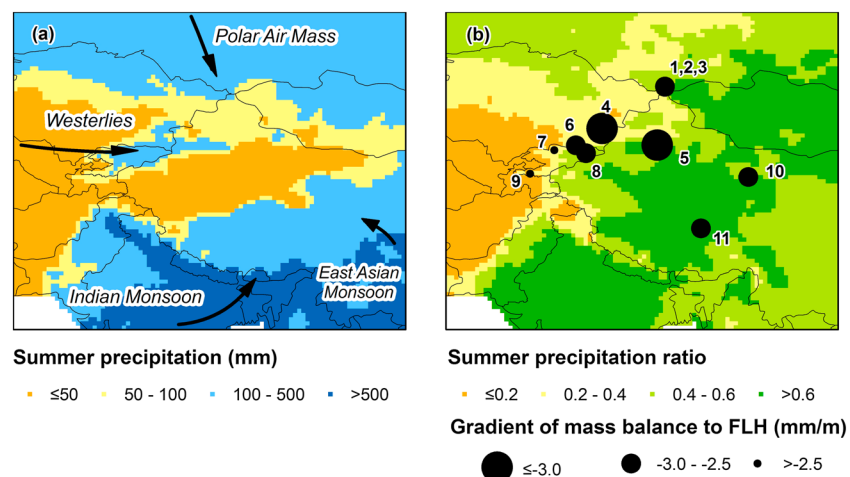 (a)
Polar Air Mass
Westerlies
Indian Monsoon
East Asian
Monsoon
Summer precipitation (mm)
≤50
50 - 100
100 - 500
>500
(b)
1,2,3
4
5
6
7
8
9
10
11
Summer precipitation ratio
≤0.2
0.2 - 0.4
0.4 - 0.6
>0.6
Gradient of mass balance to FLH (mm/m)
≤-3.0
-3.0 - -2.5
>-2.5